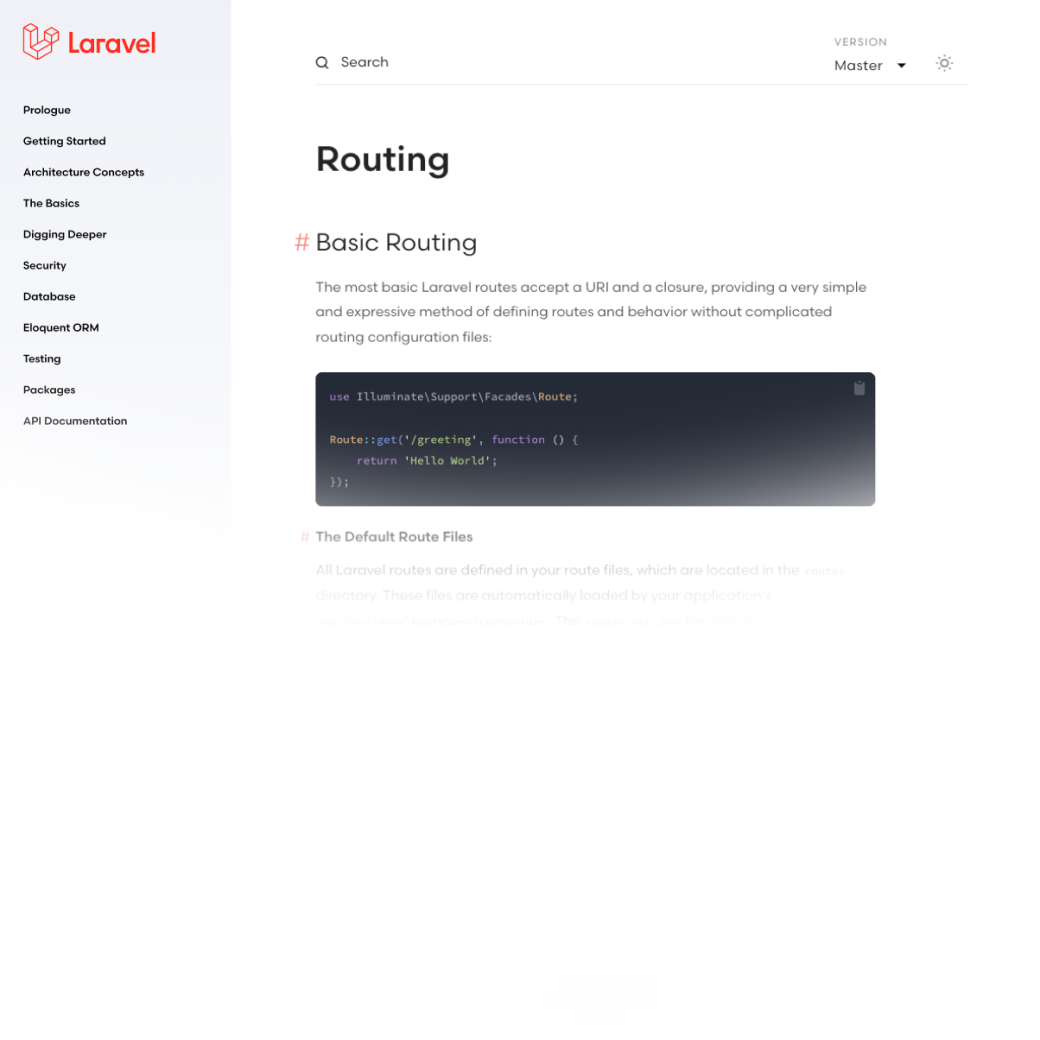 Laravel
Prologue
Getting Started
Architecture Concepts
The Basics
Digging Deeper
Security
Database
Eloquent ORM
Testing
Packages
API Documentation
Search
VERSION
Master
Routing
# Basic Routing
The most basic Laravel routes accept a URI and a closure, providing a very simple
and expressive method of defining routes and behavior without complicated
routing configuration files:
use Illuminate\Support\Facades\Route;
Route::get('/greeting', function () {
    return 'Hello World';
});
# The Default Route Files
All Laravel routes are defined in your route files, which are located in the routes
directory. These files are automatically loaded by your application's
The